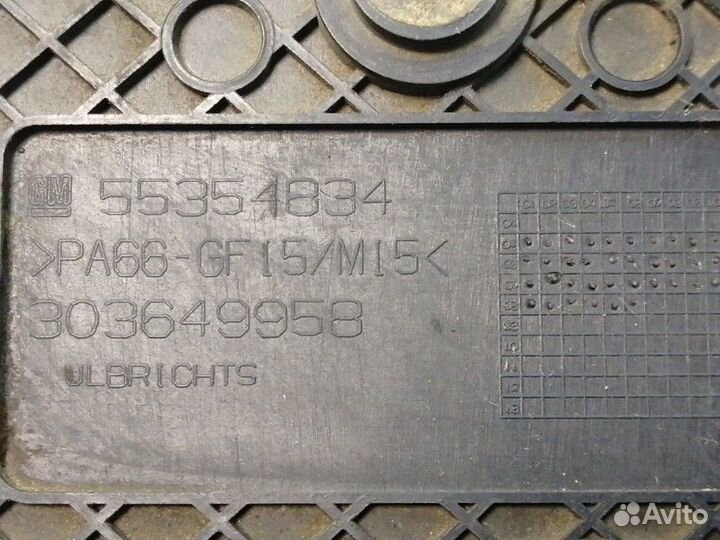 GM 55354834
>PA66-GF15/M15<
303649958
ULBRICHTS
Avito